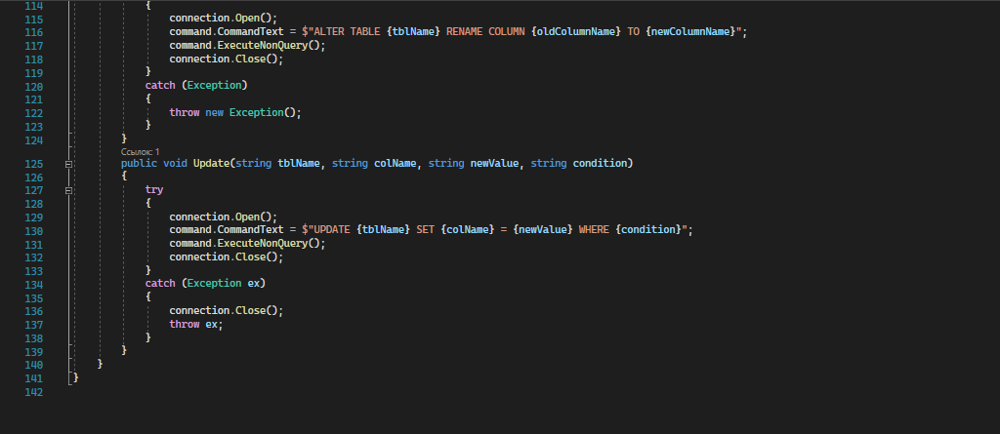 114 {
115 connection.Open();
116 command.CommandText = $"ALTER TABLE {tblName} RENAME COLUMN {oldColumnName} TO {newColumnName}";
117 command.ExecuteNonQuery();
118 connection.Close();
119 }
120 catch (Exception)
121 {
122 throw new Exception();
123 }
124 }
Ссылок: 1
125 public void Update(string tblName, string colName, string newValue, string condition)
126 {
127 try
128 {
129 connection.Open();
130 command.CommandText = $"UPDATE {tblName} SET {colName} = {newValue} WHERE {condition}";
131 command.ExecuteNonQuery();
132 connection.Close();
133 }
134 catch (Exception ex)
135 {
136 connection.Close();
137 throw ex;
138 }
139 }
140 }
141 }
142